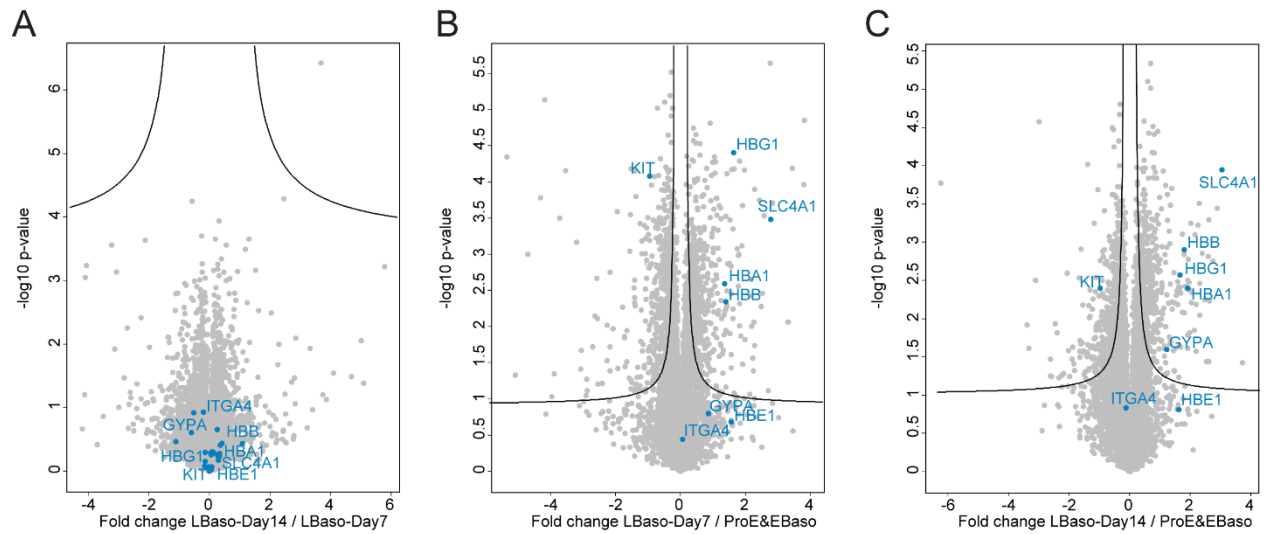 A
B
C
6
5
4
3
2
1
0
-log10 p-value
ITGA4
GYPA
HBB
HBG1
HBA1
SLC4A1
KIT
HBE1
-4
-2
0
2
4
6
Fold change LBaso-Day14 / LBaso-Day7
5.5
5
4.5
4
3.5
3
2.5
2
1.5
1
0.5
0
-log10 p-value
HBG1
KIT
SLC4A1
HBA1
HBB
GYPA
HBE1
ITGA4
-4
-2
0
2
4
Fold change LBaso-Day7 / ProE&EBaso
5.5
5
4.5
4
3.5
3
2.5
2
1.5
1
0.5
0
-log10 p-value
SLC4A1
HBB
HBG1
KIT
HBA1
GYPA
ITGA4
HBE1
-6
-4
-2
0
2
4
Fold change LBaso-Day14 / ProE&EBaso